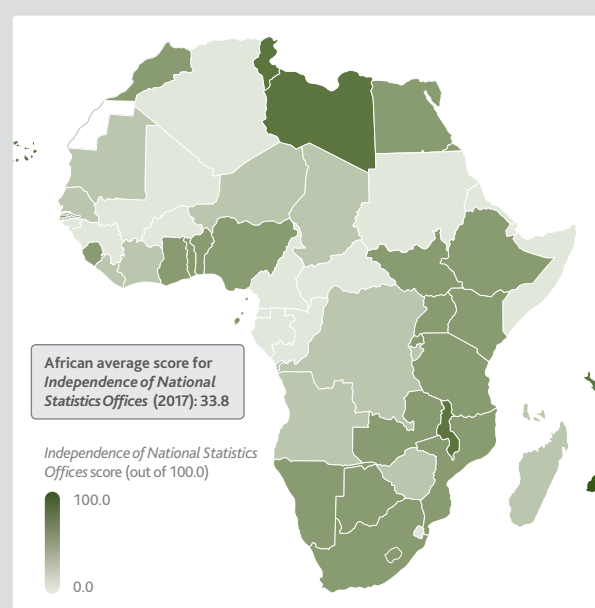 African average score for
Independence of National
Statistics Offices (2017): 33.8
Independence of National Statistics
Offices score (out of 100.0)
100.0
0.0